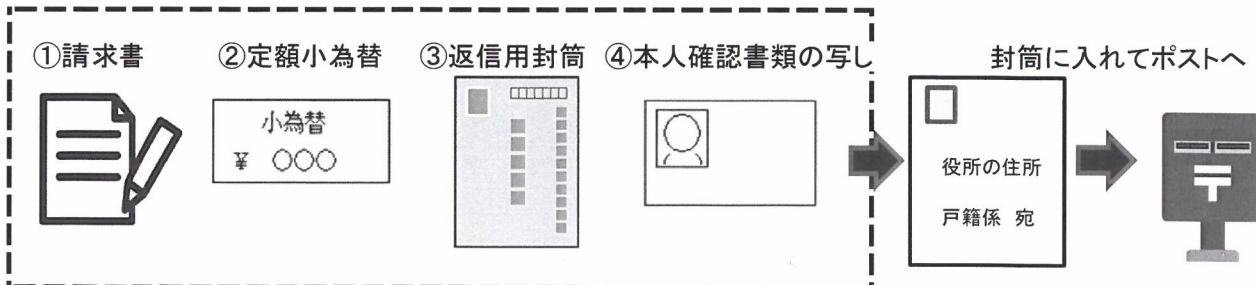 ①請求書
②定額小為替
③返信用封筒
④本人確認書類の写し
封筒に入れてポストへ
小為替
¥ 〇〇〇
役所の住所
戸籍係 宛
〒